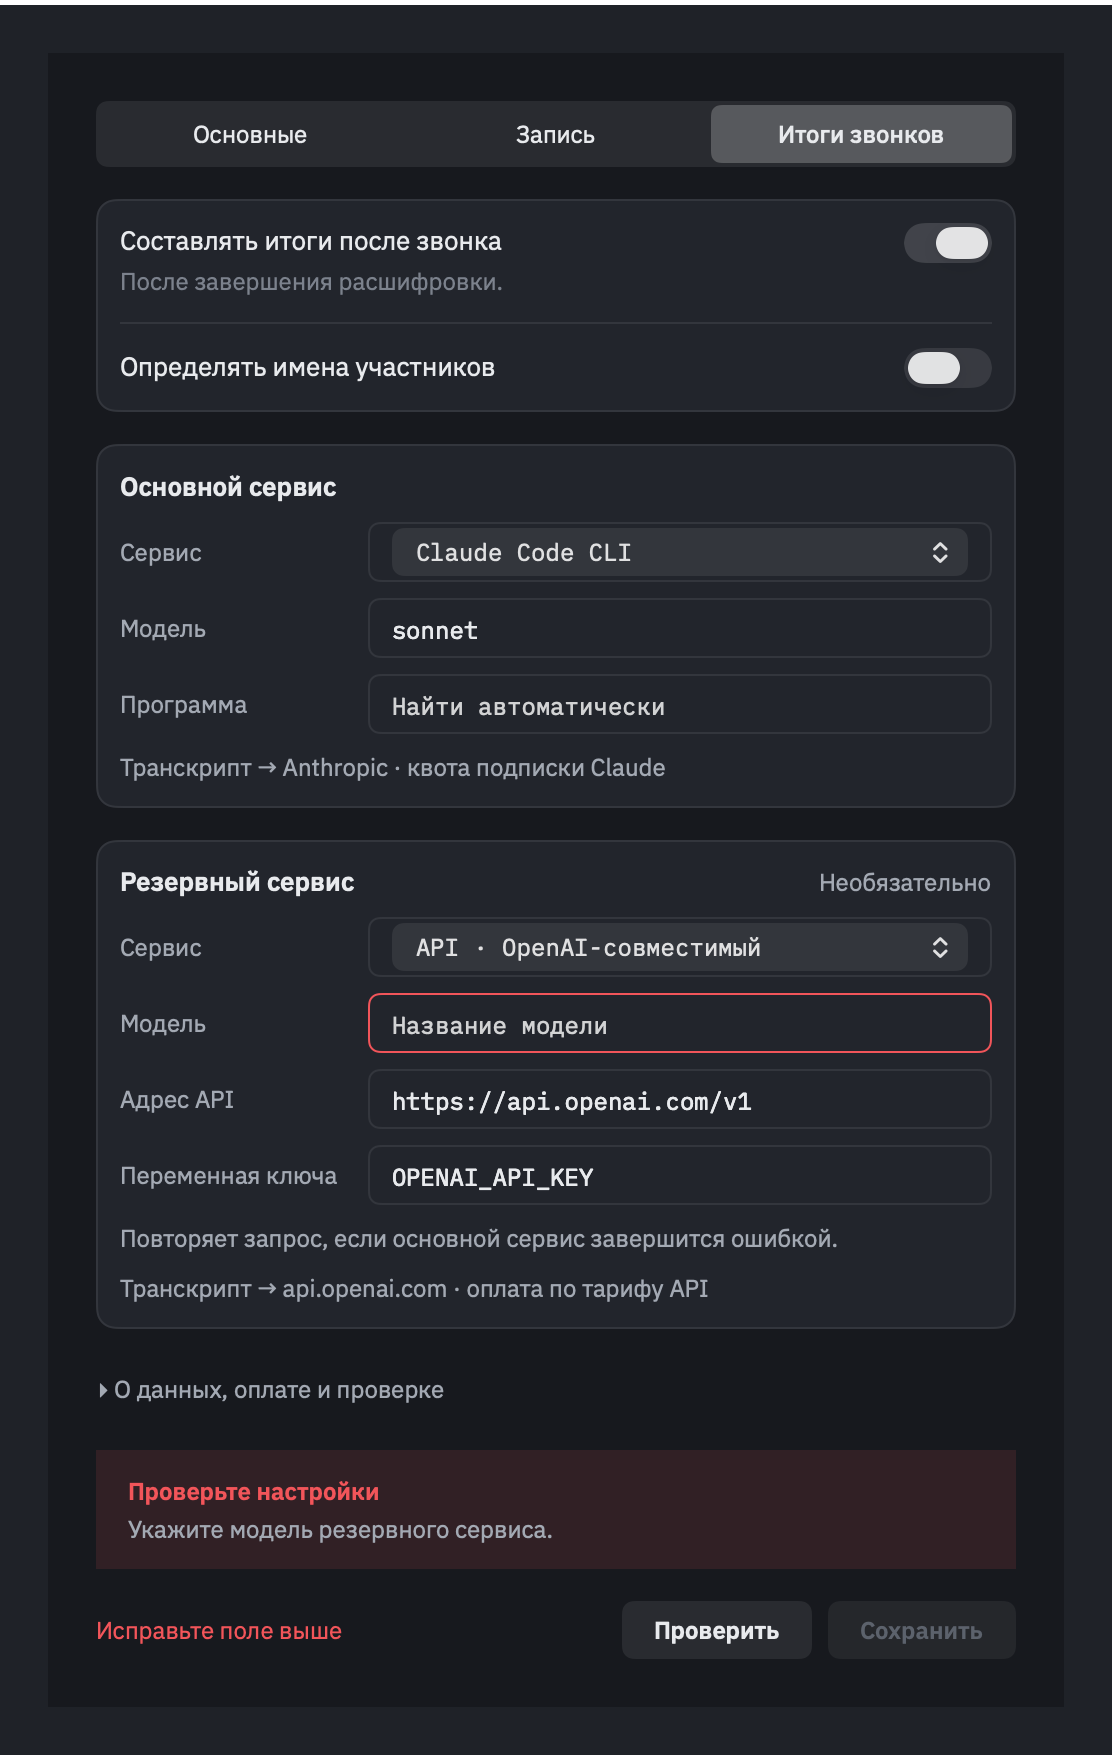 Основные
Запись
Итоги звонков
Составлять итоги после звонка
После завершения расшифровки.
Определять имена участников
Основной сервис
Сервис
Claude Code CLI
Модель
sonnet
Программа
Найти автоматически
Транскрипт → Anthropic · квота подписки Claude
Резервный сервис
Необязательно
Сервис
API · OpenAI-совместимый
Модель
Название модели
Адрес API
https://api.openai.com/v1
Переменная ключа
OPENAI_API_KEY
Повторяет запрос, если основной сервис завершится ошибкой.
Транскрипт → api.openai.com · оплата по тарифу API
О данных, оплате и проверке
Проверьте настройки
Укажите модель резервного сервиса.
Исправьте поле выше
Проверить
Сохранить